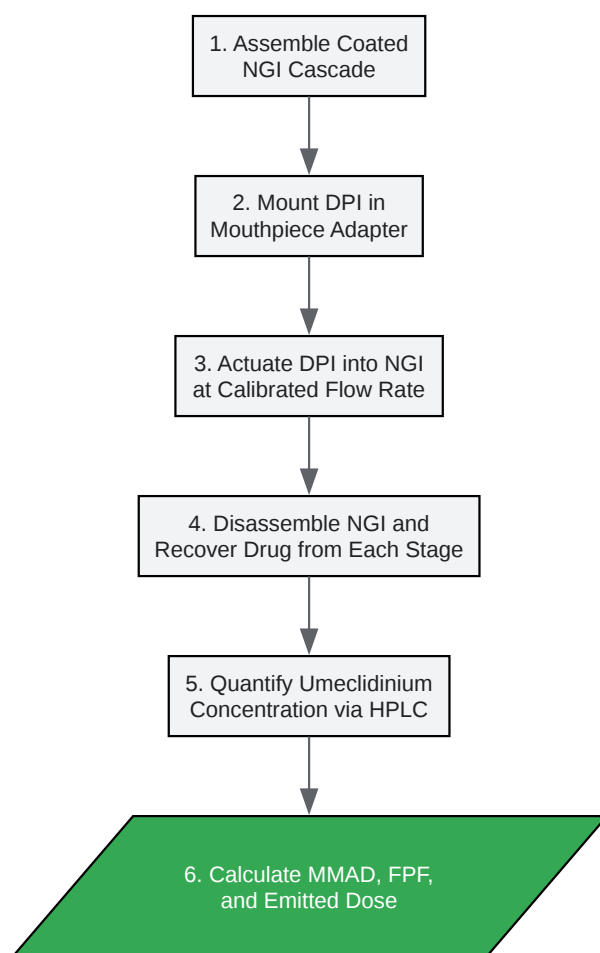 1. Assemble Coated
NGI Cascade
2. Mount DPI in
Mouthpiece Adapter
3. Actuate DPI into NGI
at Calibrated Flow Rate
4. Disassemble NGI and
Recover Drug from Each Stage
5. Quantify Umeclidinium
Concentration via HPLC
6. Calculate MMAD, FPF,
and Emitted Dose